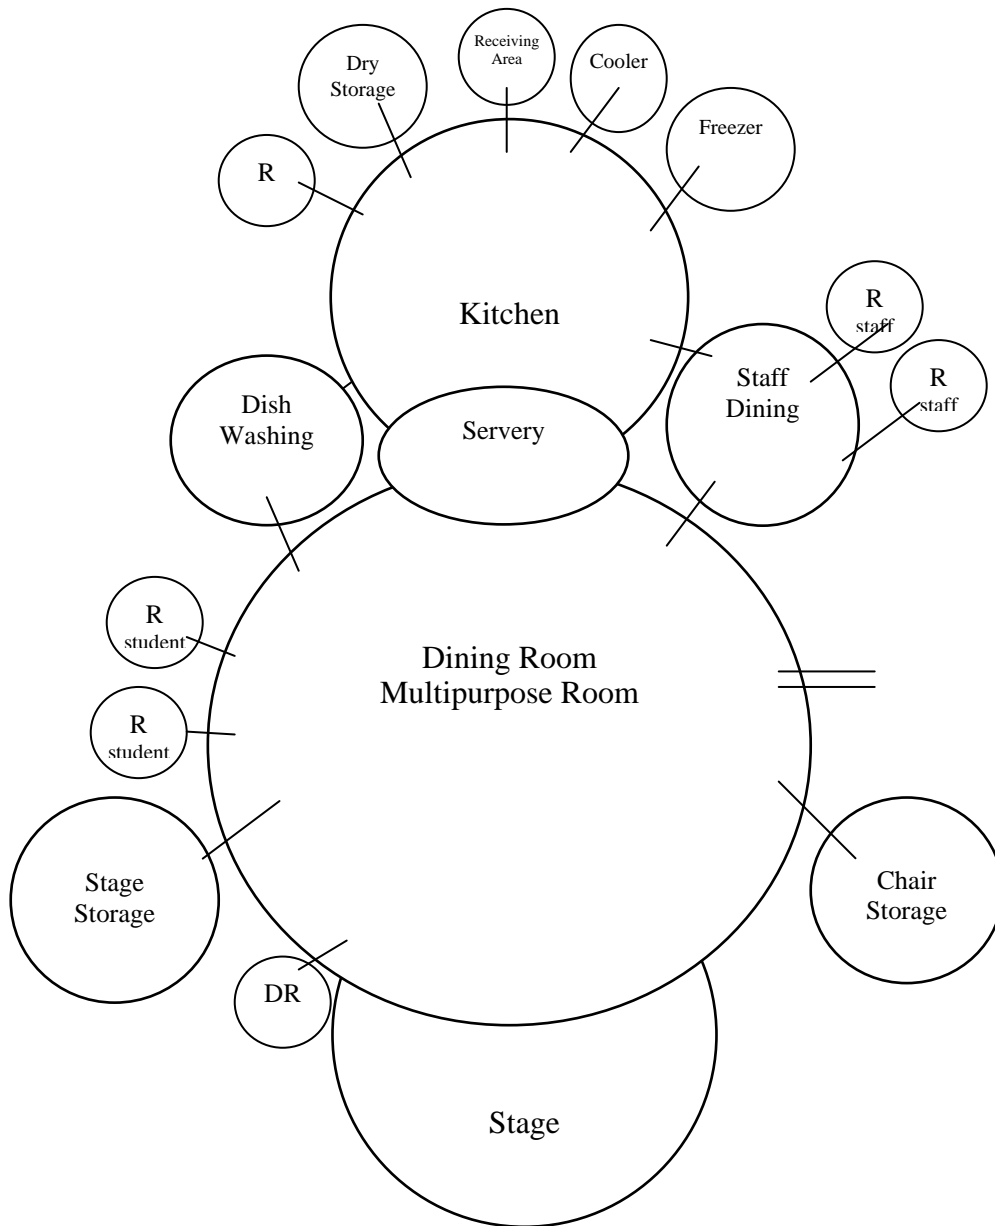 Receiving
Area
Dry
Storage
Cooler
Freezer
R
Kitchen
R
staff
R
staff
Staff
Dining
Dish
Washing
Servery
R
student
Dining Room
Multipurpose Room
R
student
Stage
Storage
Chair
Storage
DR
Stage